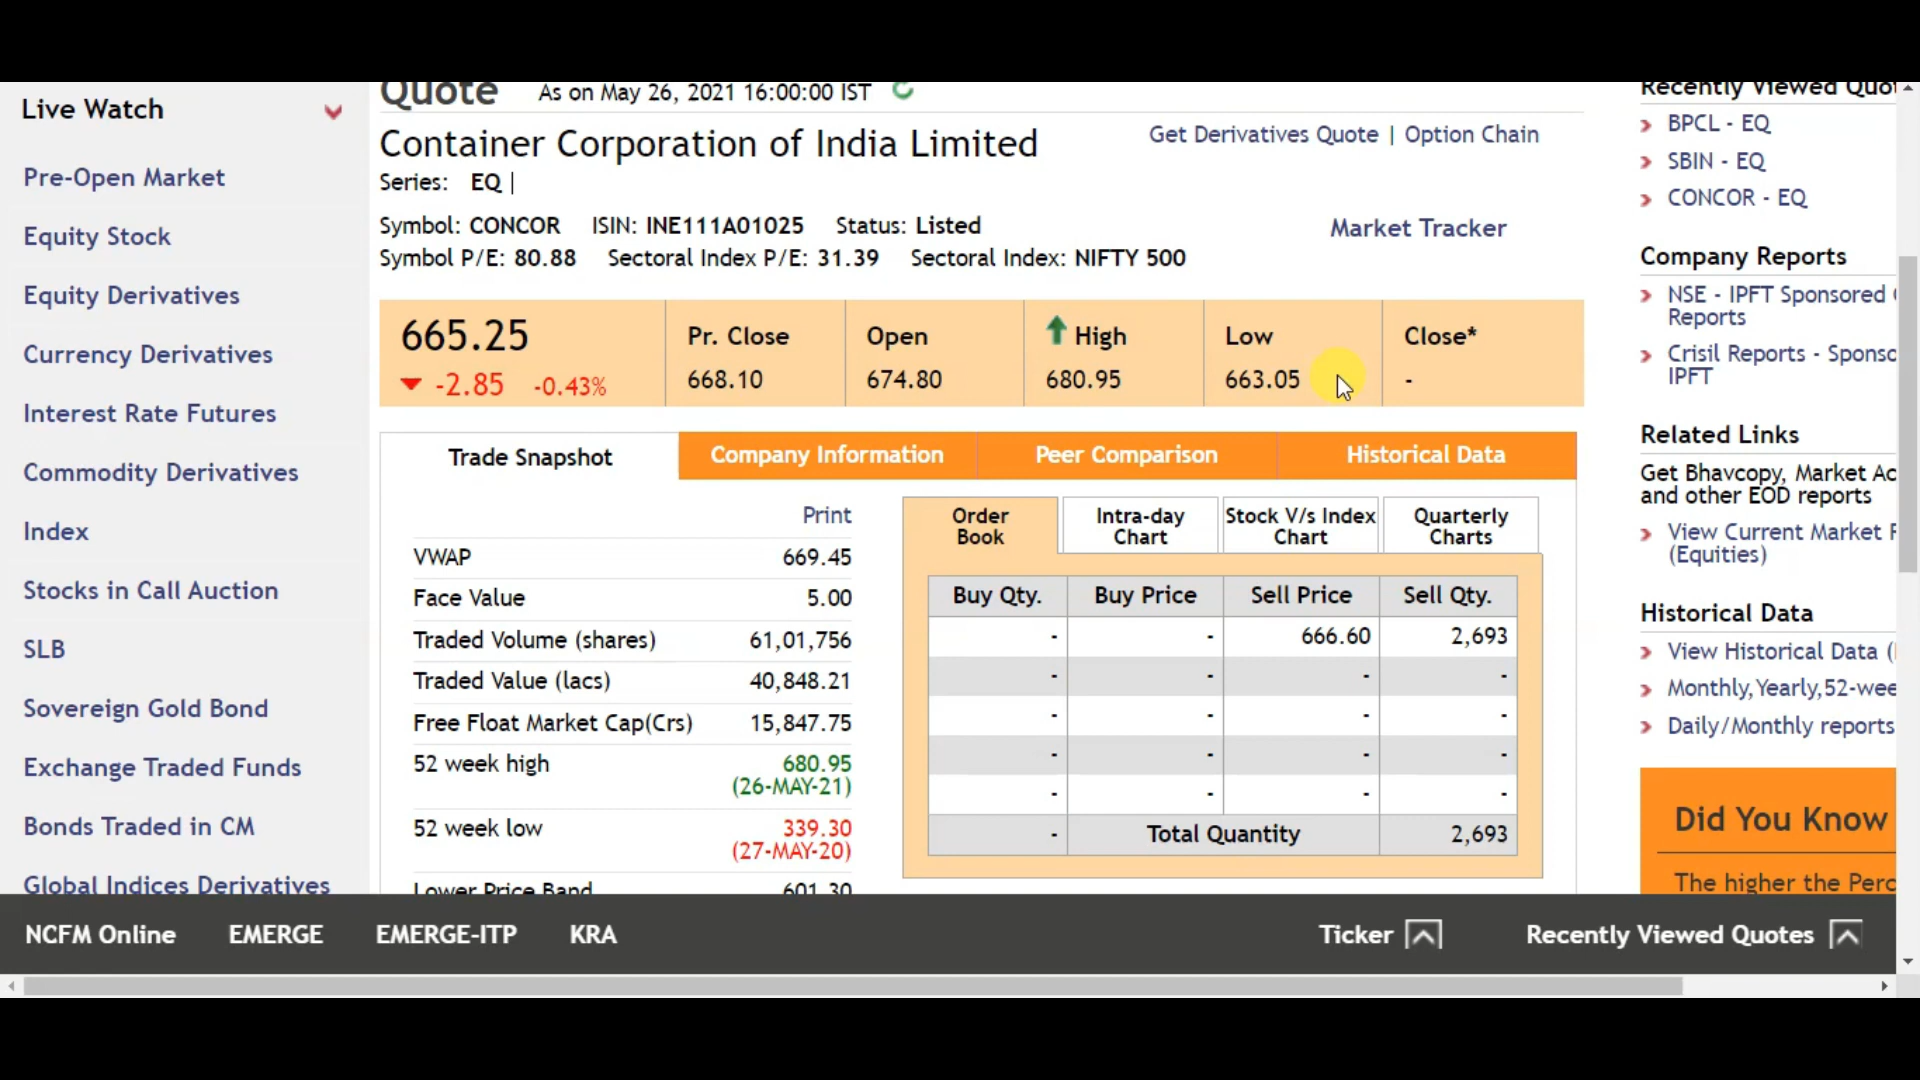 Live Watch
Pre-Open Market
Equity Stock
Equity Derivatives
Currency Derivatives
Interest Rate Futures
Commodity Derivatives
Index
Stocks in Call Auction
SLB
Sovereign Gold Bond
Exchange Traded Funds
Bonds Traded in CM
Global Indices Derivatives
Quote As on May 26, 2021 16:00:00 IST
Container Corporation of India Limited
Get Derivatives Quote | Option Chain
Series: EQ |
Symbol: CONCOR ISIN: INE111A01025 Status: Listed
Market Tracker
Symbol P/E: 80.88 Sectoral Index P/E: 31.39 Sectoral Index: NIFTY 500
665.25 Pr. Close Open High Low Close*
-2.85 -0.43% 668.10 674.80 680.95 663.05 -
Trade Snapshot Company Information Peer Comparison Historical Data
Print
VWAP 669.45
Face Value 5.00
Traded Volume (shares) 61,01,756
Traded Value (lacs) 40,848.21
Free Float Market Cap(Crs) 15,847.75
52 week high 680.95
(26-MAY-21)
52 week low 339.30
(27-MAY-20)
Lower Price Band 601.30
Order Intra-day Stock V/s Index Quarterly
Book Chart Chart Charts
Buy Qty. Buy Price Sell Price Sell Qty.
- - 666.60 2,693
- - - -
- - - -
- - - -
- - - -
- Total Quantity 2,693
Recently Viewed Quot
BPCL - EQ
SBIN - EQ
CONCOR - EQ
Company Reports
NSE - IPFT Sponsored
Reports
Crisil Reports - Sponso
IPFT
Related Links
Get Bhavcopy, Market Ac
and other EOD reports
View Current Market
(Equities)
Historical Data
View Historical Data (
Monthly,Yearly,52-wee
Daily/Monthly reports
Did You Know
The higher the Perc
NCFM Online EMERGE EMERGE-ITP KRA Ticker Recently Viewed Quotes